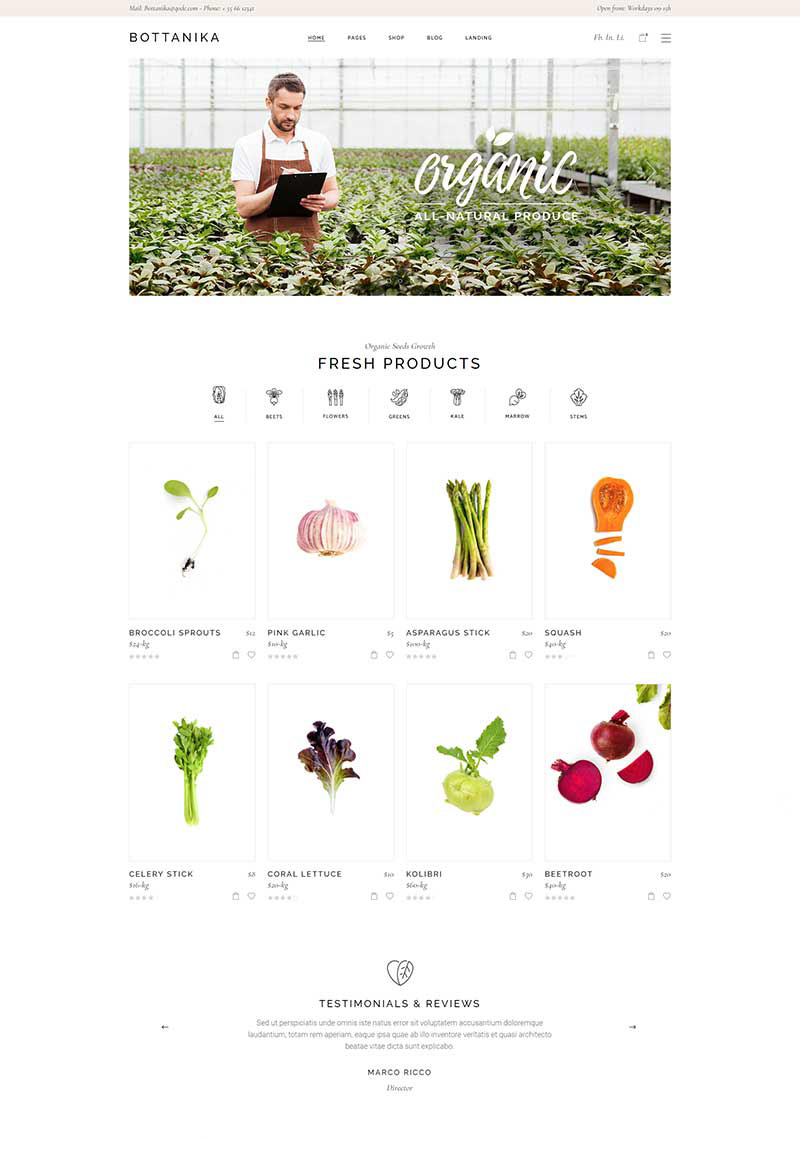 Mail: Bottanika@qode.com - Phone: + 55 66 12341
Open from: Workdays 09-15h
BOTTANIKA
HOME PAGES SHOP BLOG LANDING
Fb. In. Li.
organic
ALL-NATURAL PRODUCE
Organic Seeds Growth
FRESH PRODUCTS
ALL BEETS FLOWERS GREENS KALE MARROW STEMS
BROCCOLI SPROUTS $12
$24-kg
PINK GARLIC $5
$10-kg
ASPARAGUS STICK $20
$100-kg
SQUASH $20
$40-kg
CELERY STICK $8
$16-kg
CORAL LETTUCE $10
$20-kg
KOLIBRI $30
$60-kg
BEETROOT $20
$40-kg
TESTIMONIALS & REVIEWS
Sed ut perspiciatis unde omnis iste natus error sit voluptatem accusantium doloremque
laudantium, totam rem aperiam, eaque ipsa quae ab illo inventore veritatis et quasi architecto
beatae vitae dicta sunt explicabo.
MARCO RICCO
Director